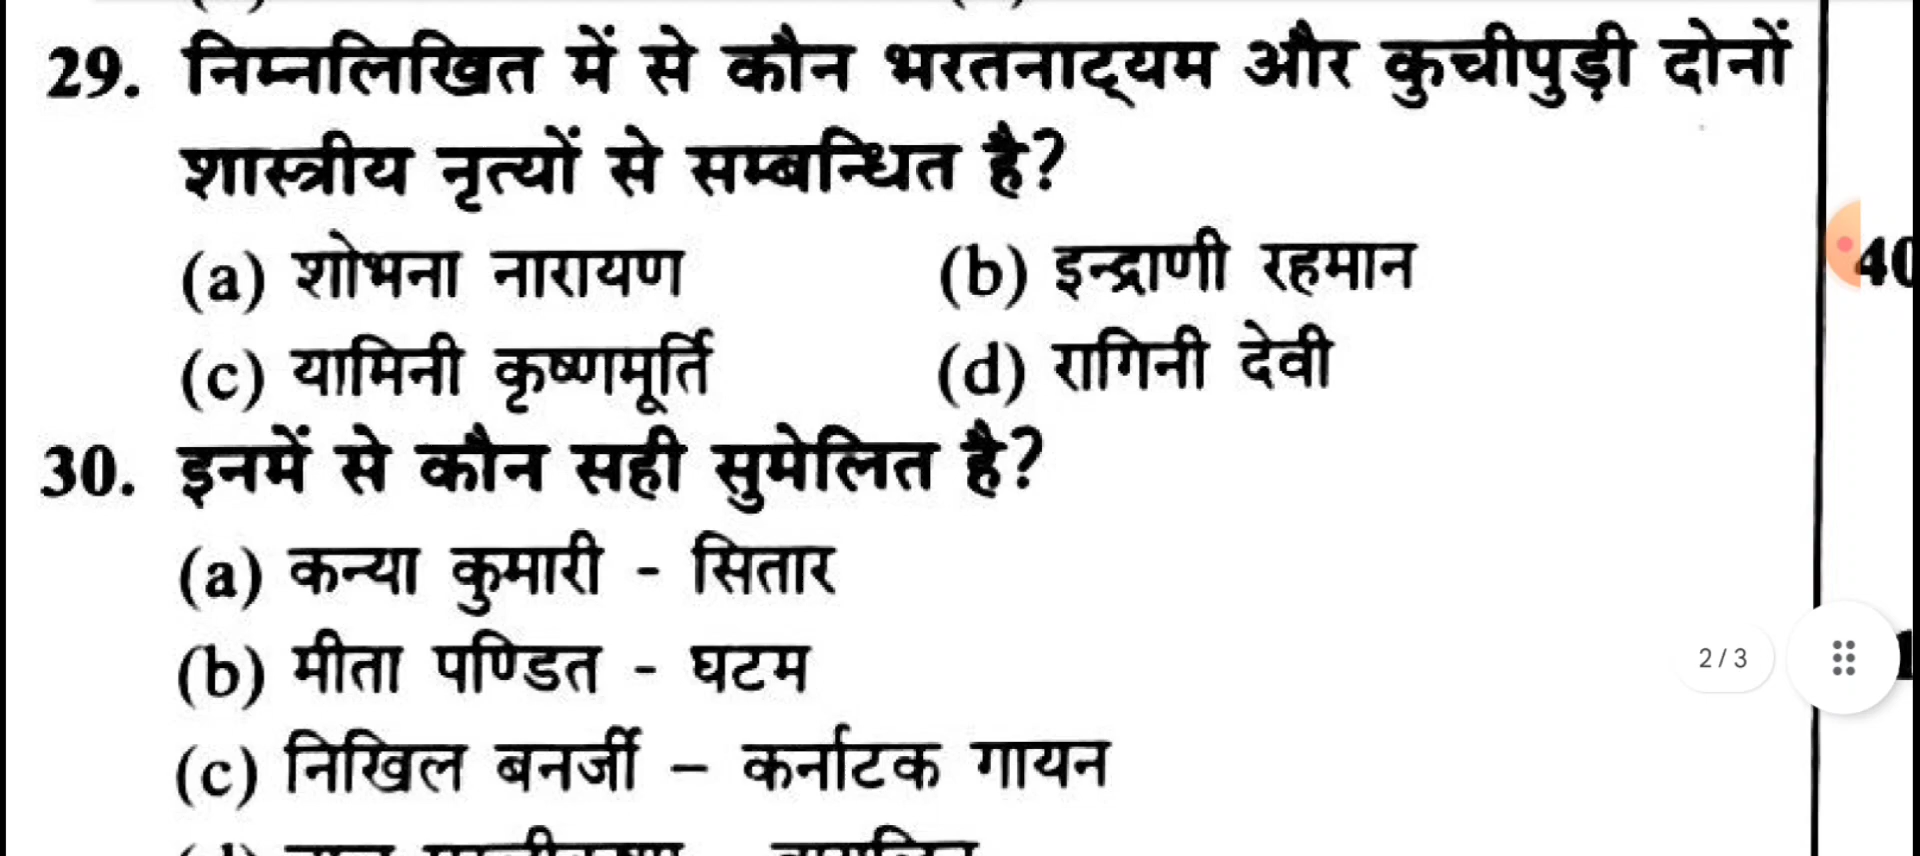 29. निम्नलिखित में से कौन भरतनाट्यम और कुचीपुड़ी दोनों
शास्त्रीय नृत्यों से सम्बन्धित है?
(a) शोभना नारायण (b) इन्द्राणी रहमान
(c) यामिनी कृष्णमूर्ति (d) रागिनी देवी
30. इनमें से कौन सही सुमेलित है?
(a) कन्या कुमारी - सितार
(b) मीता पण्डित - घटम
(c) निखिल बनर्जी – कर्नाटक गायन
40
2/3